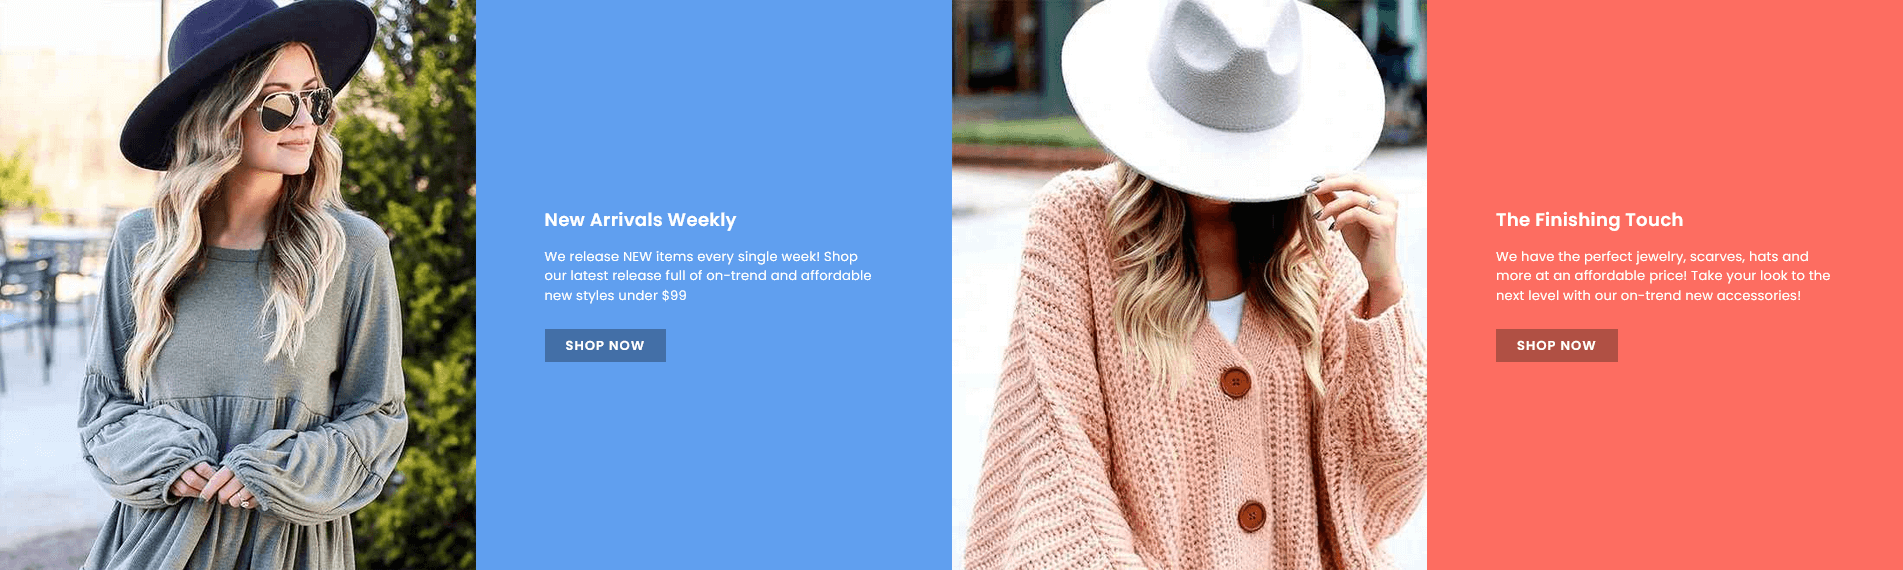 New Arrivals Weekly
We release NEW items every single week! Shop
our latest release full of on-trend and affordable
new styles under $99
SHOP NOW
The Finishing Touch
We have the perfect jewelry, scarves, hats and
more at an affordable price! Take your look to the
next level with our on-trend new accessories!
SHOP NOW